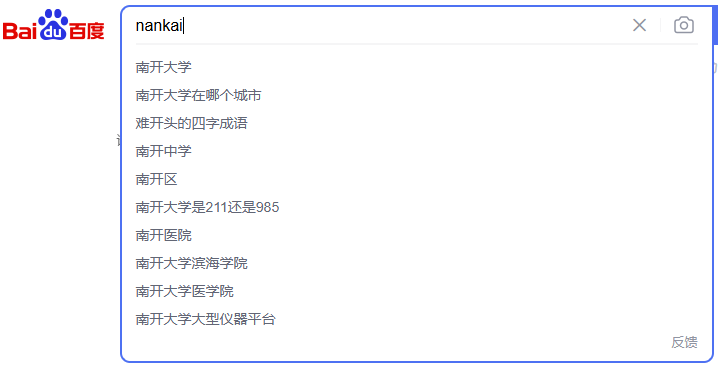 Bai du 百度
nankai
南开大学
南开大学在哪个城市
难开头的四字成语
南开中学
南开区
南开大学是211还是985
南开医院
南开大学滨海学院
南开大学医学院
南开大学大型仪器平台
反馈